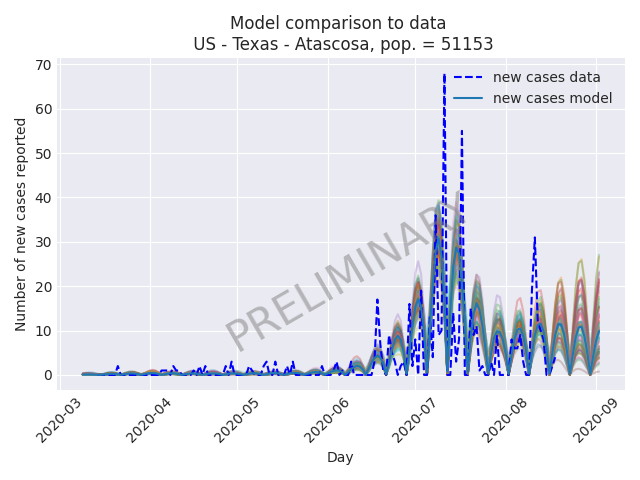 Model comparison to data
US - Texas - Atascosa, pop. = 51153
new cases data
new cases model
PRELIMINARY
Number of new cases reported
70
60
50
40
30
20
10
0
2020-03
2020-04
2020-05
2020-06
2020-07
2020-08
2020-09
Day